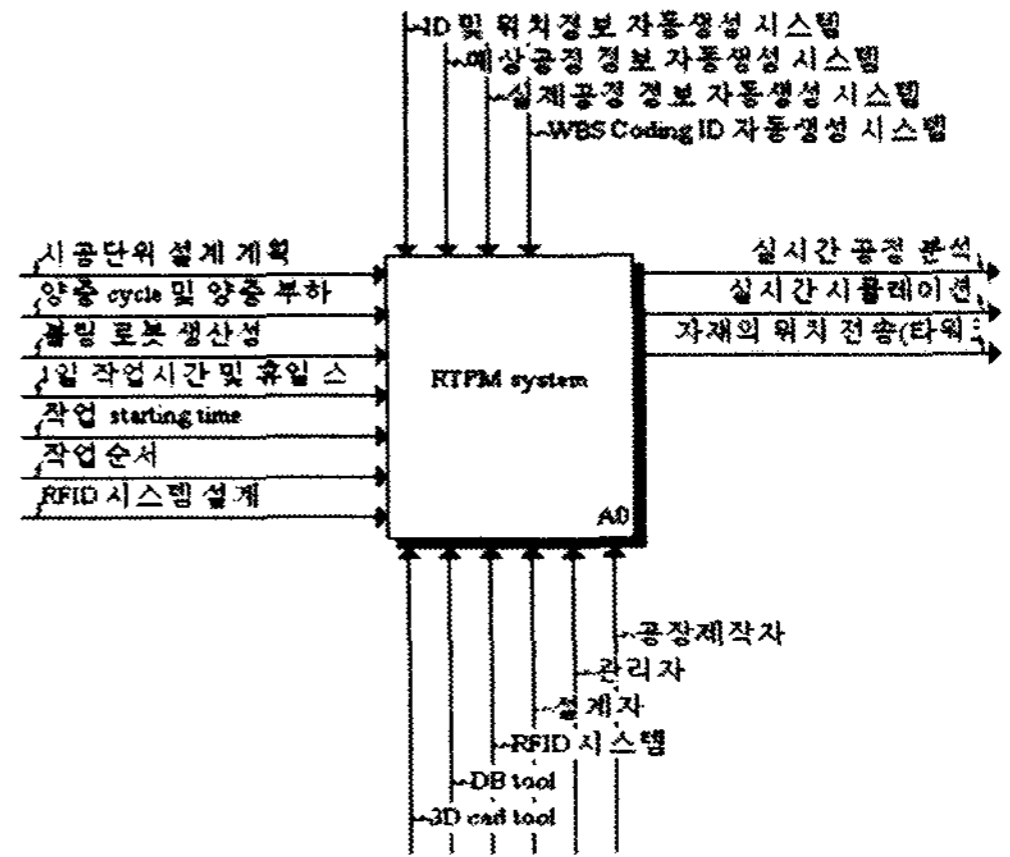 ID 및 위치정보 자동생성 시스템
예상공정 정보 자동생성 시스템
실제공정 정보 자동생성 시스템
WBS Coding ID 자동생성 시스템
시공단위 설계 계획
양중 cycle 및 양중 부하
볼팅 로봇 생산성
1일 작업시간 및 휴일 스
작업 starting time
작업 순서
RFID 시스템 설계
실시간 공정 분석
실시간 시뮬레이션
자재의 위치 전송(타워 ...
RTPM system
A0
공장제작자
관리자
설계자
RFID 시스템
DB tool
3D cad tool